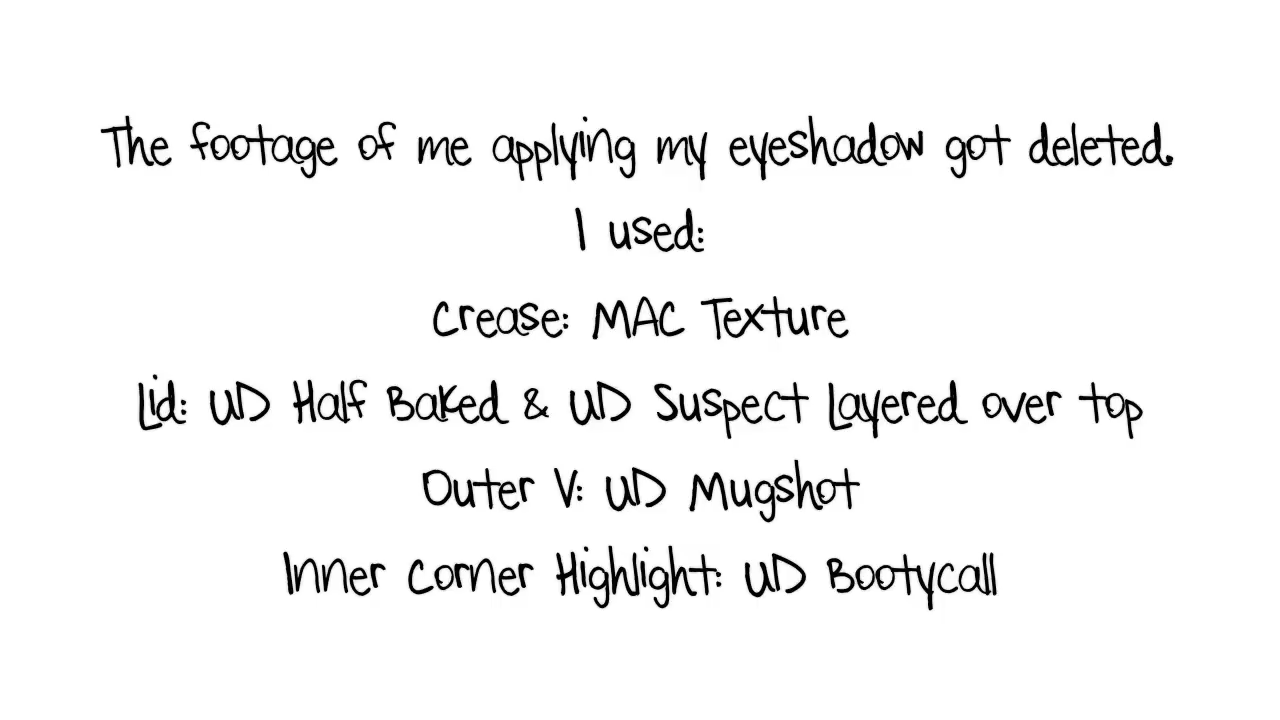 The footage of me applying my eyeshadow got deleted.
I used:
Crease: MAC Texture
Lid: UD Half Baked & UD Suspect Layered over top
Outer V: UD Mugshot
Inner Corner Highlight: UD Bootycall